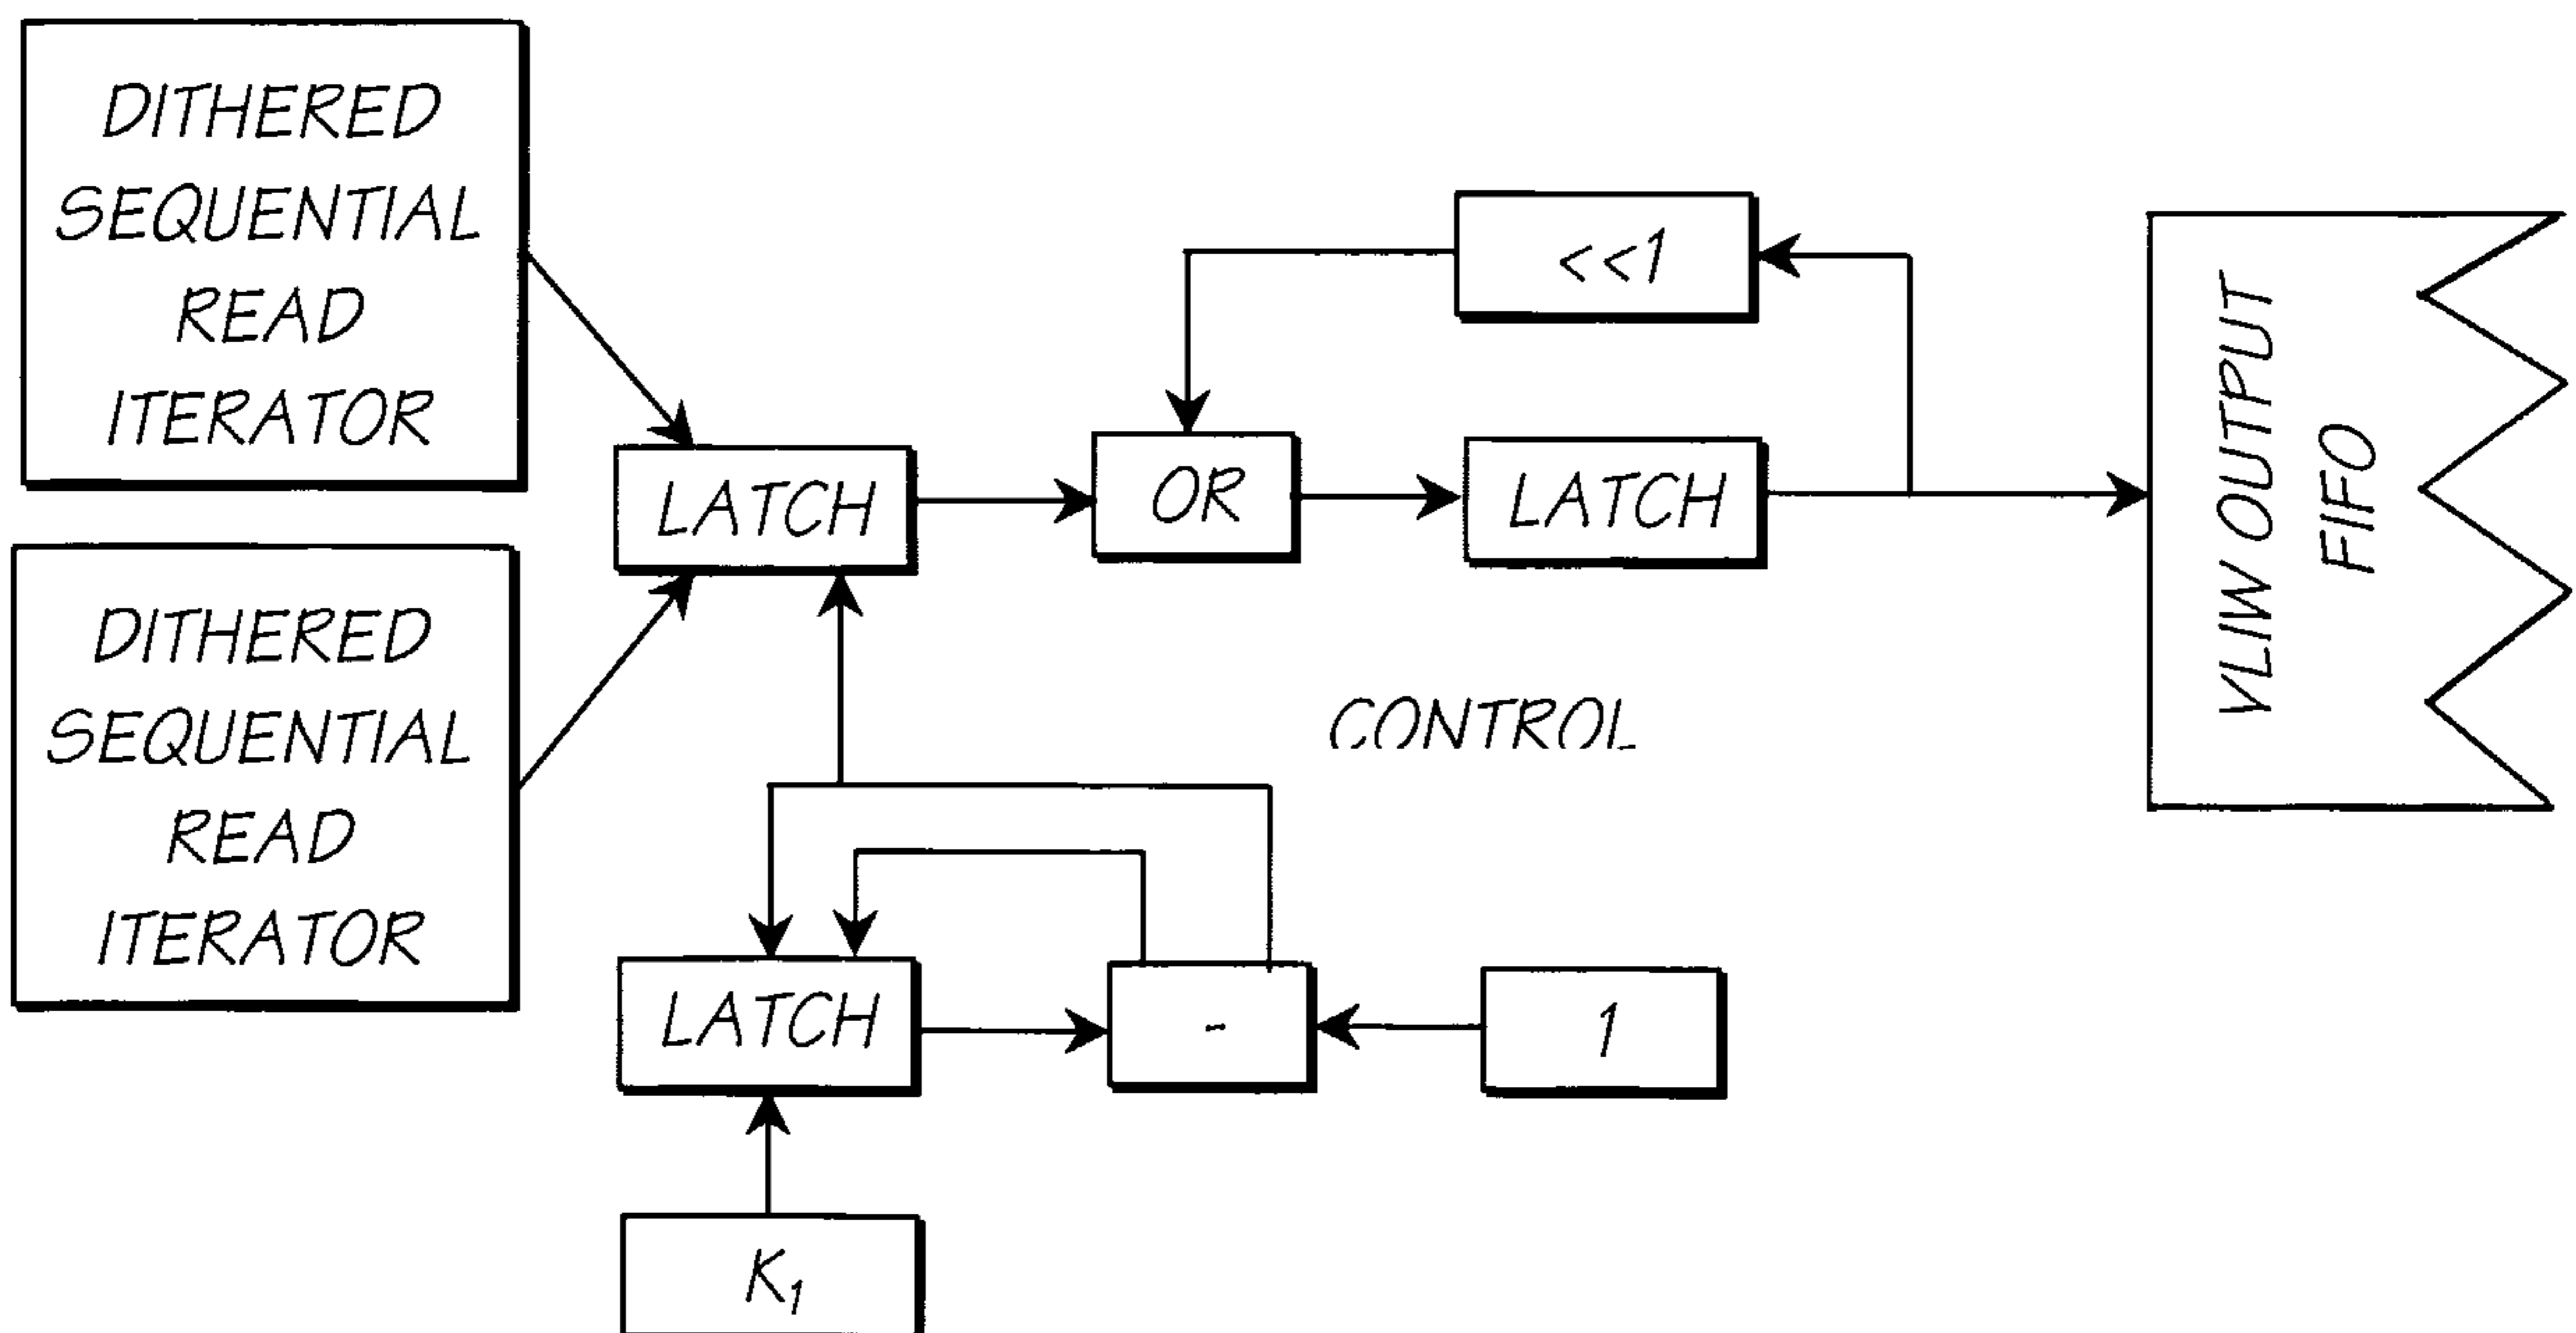 DITHERED
SEQUENTIAL
READ
ITERATOR
<<1
LATCH
OR
LATCH
VLIW OUTPUT
FIFO
DITHERED
SEQUENTIAL
READ
ITERATOR
CONTROL
LATCH
-
1
K₁